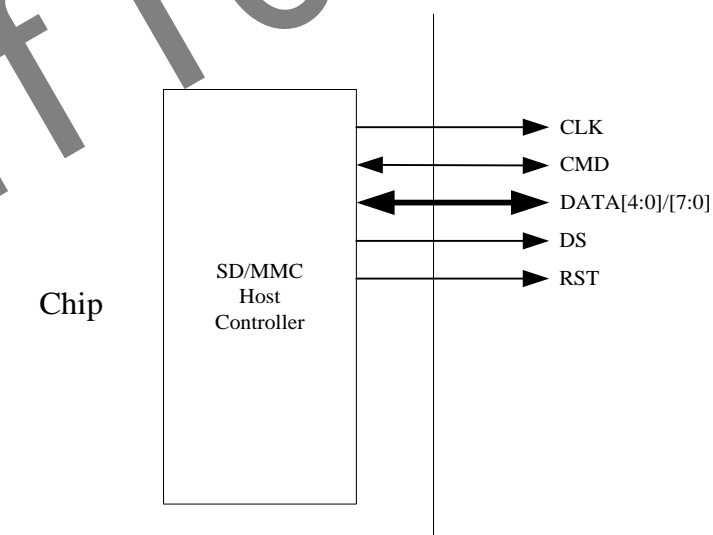 CLK
CMD
DATA[4:0]/[7:0]
DS
RST
SD/MMC
Host
Controller
Chip